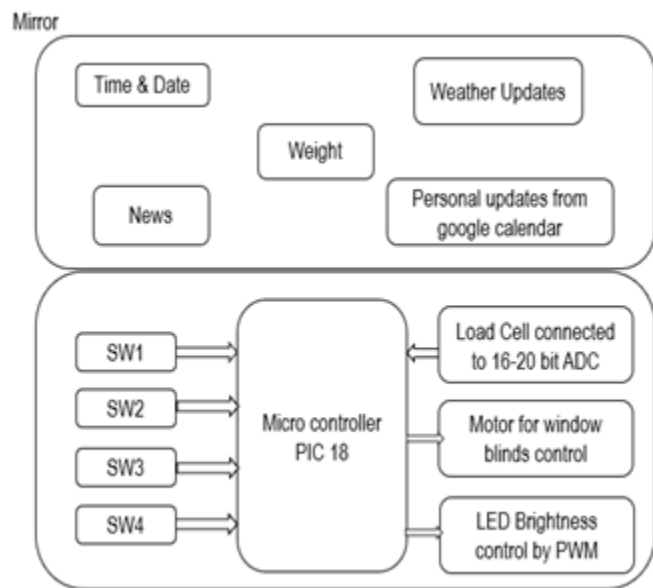 Mirror
Time & Date
Weather Updates
Weight
News
Personal updates from
google calendar
SW1
SW2
SW3
SW4
Micro controller
PIC 18
Load Cell connected
to 16-20 bit ADC
Motor for window
blinds control
LED Brightness
control by PWM